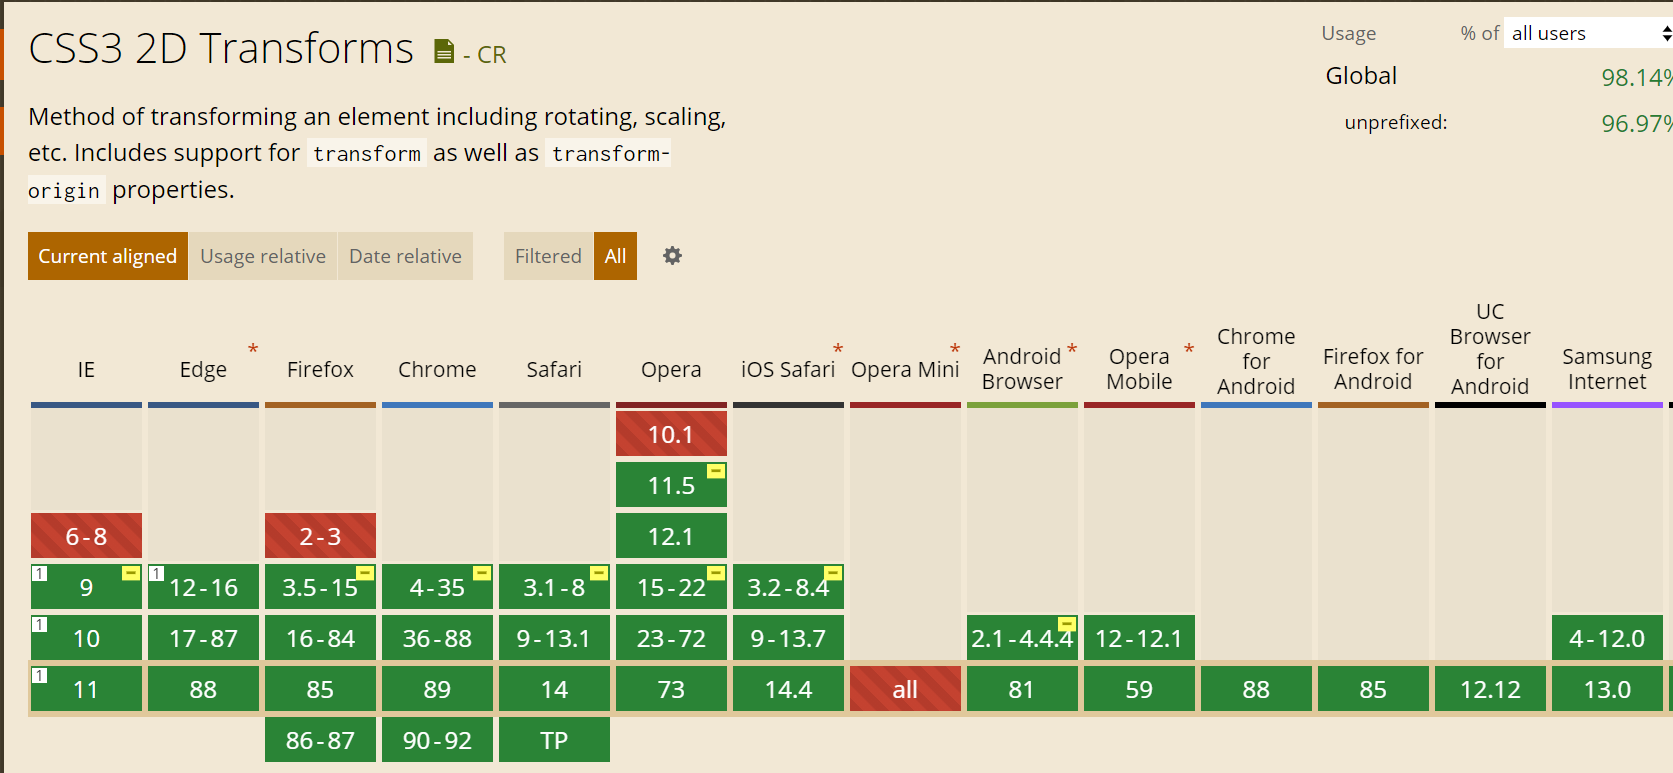 CSS3 2D Transforms - CR
Usage % of all users
Global 98.14%
unprefixed: 96.97%
Method of transforming an element including rotating, scaling,
etc. Includes support for transform as well as transform-
origin properties.
Current aligned Usage relative Date relative Filtered All
IE
Edge *
Firefox
Chrome
Safari
Opera
iOS Safari *
Opera Mini *
Android Browser *
Opera Mobile *
Chrome for Android
Firefox for Android
UC Browser for Android
Samsung Internet
10.1
11.5
6-8 2-3 12.1
1 9 1 12-16 3.5-15 4-35 3.1-8 15-22 3.2-8.4
1 10 17-87 16-84 36-88 9-13.1 23-72 9-13.7 2.1-4.4.4 12-12.1 4-12.0
1 11 88 85 89 14 73 14.4 all 81 59 88 85 12.12 13.0
86-87 90-92 TP